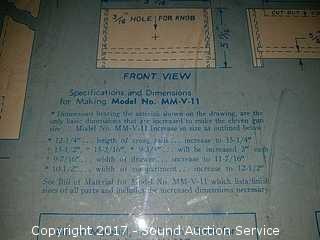 3/16 HOLE FOR KNOB
FRONT VIEW
Specifications and Dimensions
for Making Model No. MM-V-11
* Dimensions bearing the asterisk shown on the drawing, are the
only basic dimensions that are increased to make the eleven gun
size ... Model No. MM-V-11 Increase in size as outlined below
* 12-1/4" ... length of cross rails ... increase to 15-1/4"
will be increased 3" each
* 9-7/16" ... width of drawer ... increase to 11-7/16"
* 10-1/2" ... width of compartment ... increase to 12-1/2"
See Bill of Material for Model No. MM-V-11 which lists finish
sizes of all parts and includes the increased dimensions necessary
Copyright 2017 - Sound Auction Service